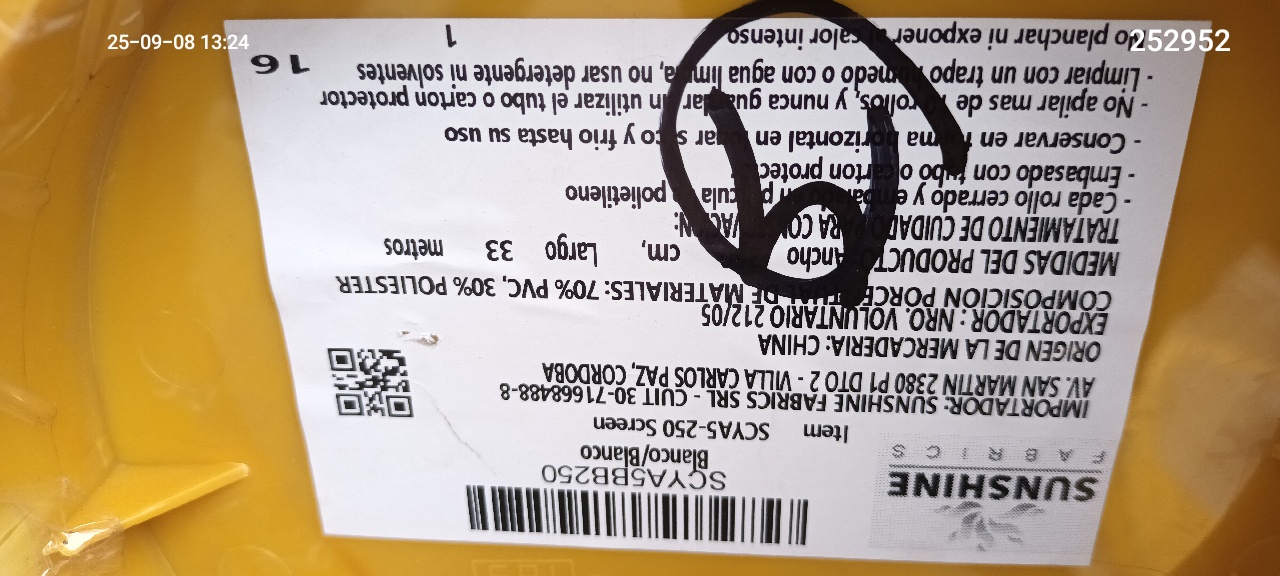 25-09-08 13:24
252952
SUNSHINE
FABRICS
SCYA5BB250
Blanco/Blanco
Item SCYA5-250 Screen
IMPORTADOR: SUNSHINE FABRICS SRL - CUIT 30-71668488-8
AV. SAN MARTIN 2380 P1 DTO 2 - VILLA CARLOS PAZ, CORDOBA
ORIGEN DE LA MERCADERIA: CHINA
EXPORTADOR: NRO. VOLUNTARIO 212/05
COMPOSICION PORCENTUAL DE MATERIALES: 70% PVC, 30% POLIESTER
MEDIDAS DEL PRODUCTO: Ancho cm, Largo 33 metros
TRATAMIENTO DE CUIDADO PARA CONSERVACION:
- Cada rollo cerrado y embalado en pelicula de polietileno
- Embasado con tubo o carton protector
- Conservar en forma horizontal en lugar seco y frio hasta su uso
- No apilar mas de rollos, y nunca guardar sin utilizar el tubo o carton protector
- Limpiar con un trapo humedo o con agua limpia, no usar detergente ni solventes
No planchar ni exponer al calor intenso
16
1